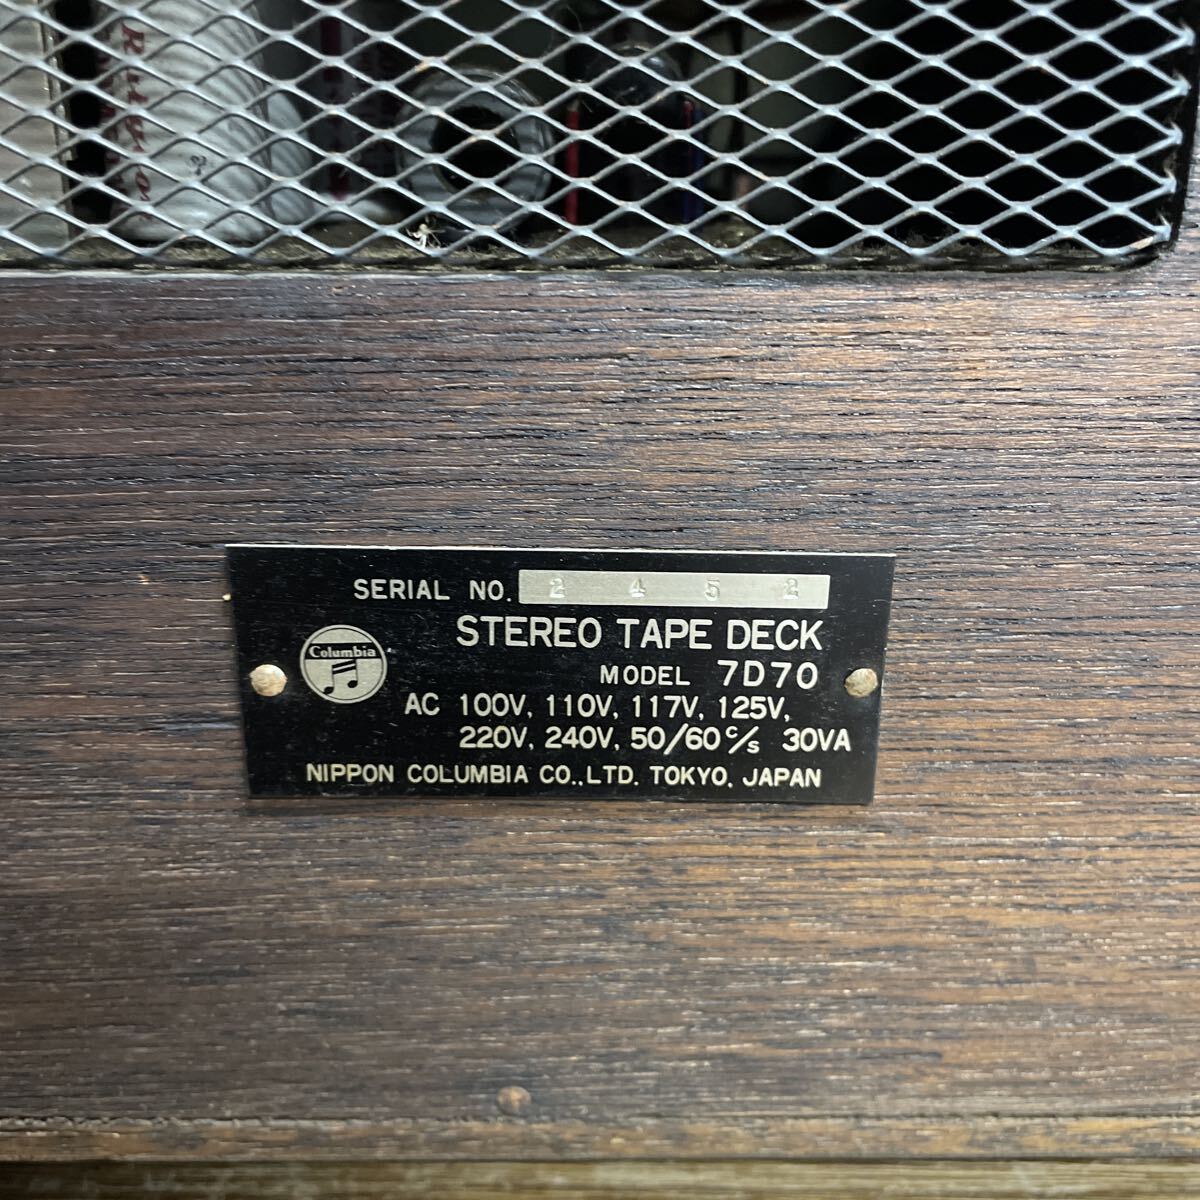 SERIAL NO. 2 4 5 2
STEREO TAPE DECK
Columbia
MODEL 7D70
AC 100V, 110V, 117V, 125V,
220V, 240V, 50/60 c/s 30VA
NIPPON COLUMBIA CO.,LTD. TOKYO, JAPAN